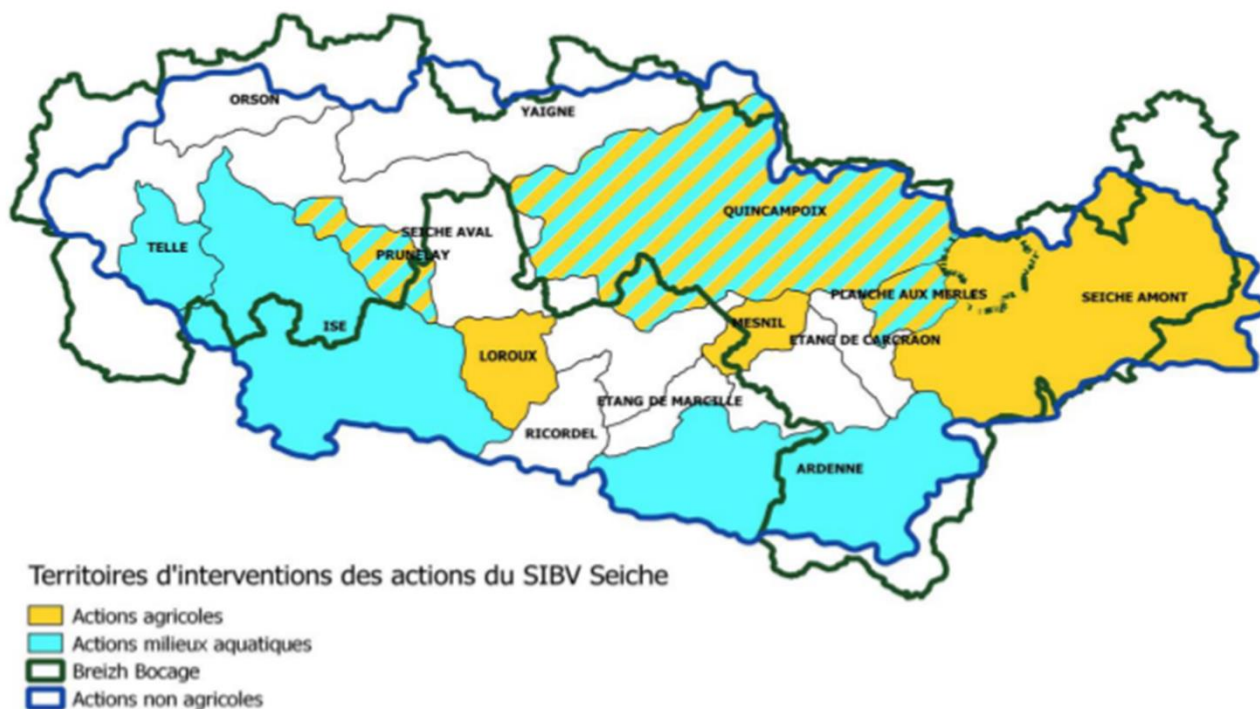 ORSON
YAIGNE
QUINCAMPOIX
SEICHE AVAL
TELLE
PRUNELAY
PLANCHE AUX MERLES
SEICHE AMONT
ISE
MESNIL
ETANG DE CARCRAON
LOROUX
ETANG DE MARCILLE
RICORDEL
ARDENNE
Territoires d'interventions des actions du SIBV Seiche
Actions agricoles
Actions milieux aquatiques
Breizh Bocage
Actions non agricoles